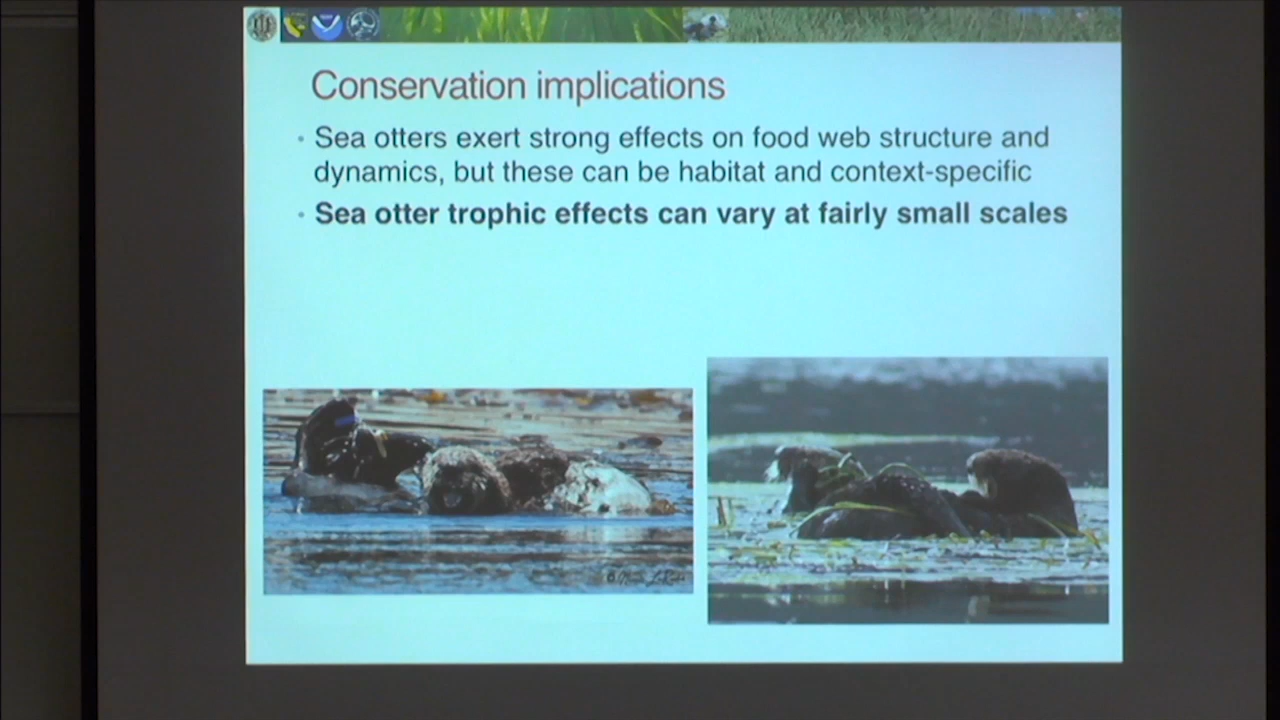 Conservation implications
• Sea otters exert strong effects on food web structure and
dynamics, but these can be habitat and context-specific
• Sea otter trophic effects can vary at fairly small scales